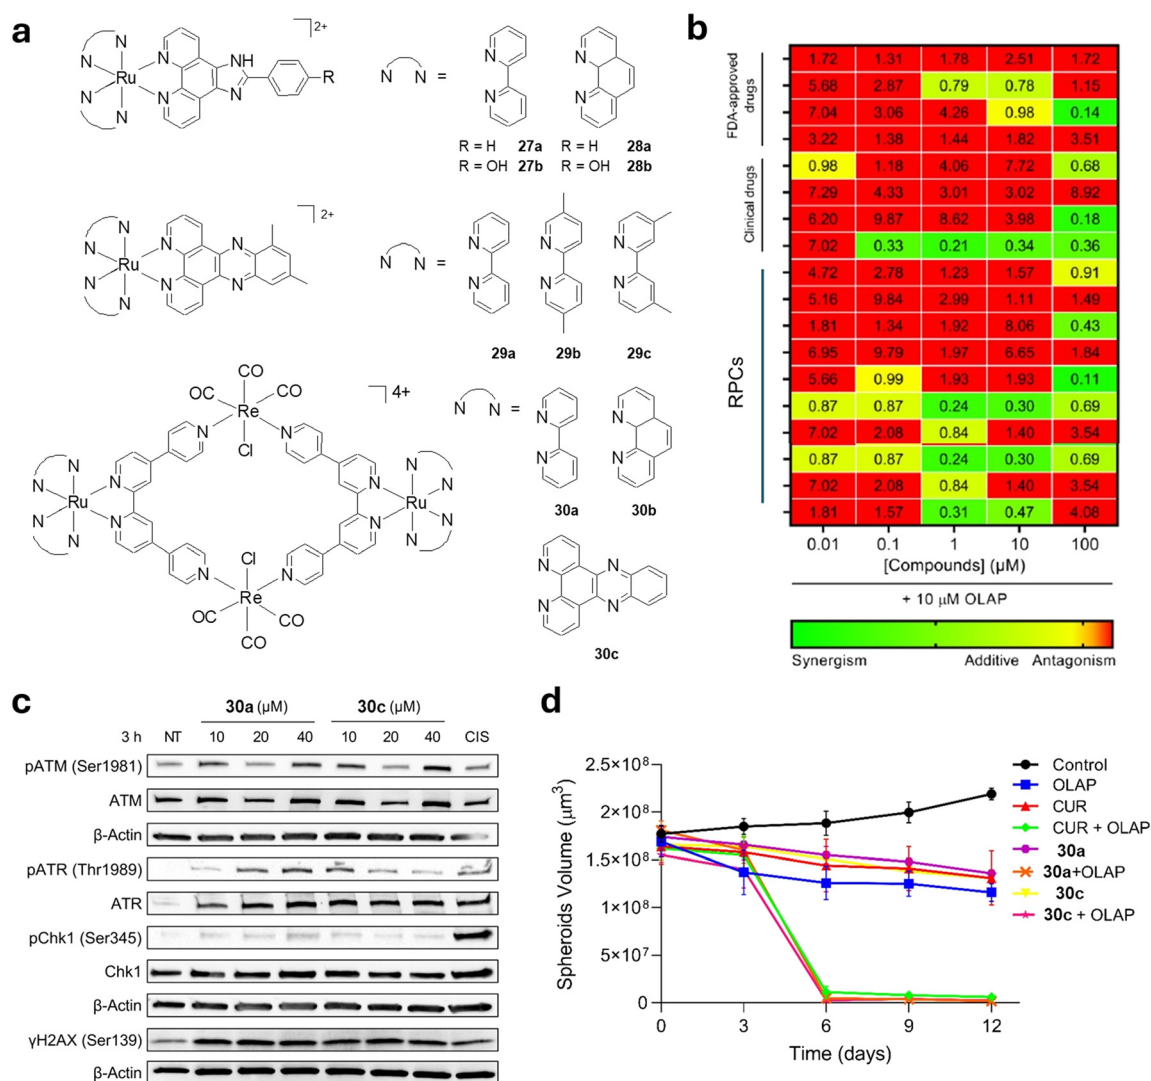 a
2+
N
N
N
N
Ru
N
N
NH
N
R
N N =
N
N
N
N
R = H 27a R = H 28a
R = OH 27b R = OH 28b
2+
N
N
N
N
Ru
N
N
N
N
N N =
N
N
N
N
N
N
29a 29b 29c
CO
CO CO
Re
4+
N N
Cl
N
N
N
N
Ru
N
N
N
N
Ru
N
N
N
N
Cl
N N
Re
OC CO
CO
N N =
N
N
N
N
30a 30b
N
N
N
N
30c
b
FDA-approved
drugs
Clinical drugs
RPCs
1.72 1.31 1.78 2.51 1.72
5.68 2.87 0.79 0.78 1.15
7.04 3.06 4.26 0.98 0.14
3.22 1.38 1.44 1.82 3.51
0.98 1.18 4.06 7.72 0.68
7.29 4.33 3.01 3.02 8.92
6.20 9.87 8.62 3.98 0.18
7.02 0.33 0.21 0.34 0.36
4.72 2.78 1.23 1.57 0.91
5.16 9.84 2.99 1.11 1.49
1.81 1.34 1.92 8.06 0.43
6.95 9.79 1.97 6.65 1.84
5.66 0.99 1.93 1.93 0.11
0.87 0.87 0.24 0.30 0.69
7.02 2.08 0.84 1.40 3.54
0.87 0.87 0.24 0.30 0.69
7.02 2.08 0.84 1.40 3.54
1.81 1.57 0.31 0.47 4.08
0.01 0.1 1 10 100
[Compounds] (μM)
+ 10 μM OLAP
Synergism Additive Antagonism
c
30a (μM) 30c (μM)
3 h NT 10 20 40 10 20 40 CIS
pATM (Ser1981)
ATM
β-Actin
pATR (Thr1989)
ATR
pChk1 (Ser345)
Chk1
β-Actin
γH2AX (Ser139)
β-Actin
d
Spheroids Volume (μm³)
2.5×10⁸
2×10⁸
1.5×10⁸
1×10⁸
5×10⁷
0
0 3 6 9 12
Time (days)
Control
OLAP
CUR
CUR + OLAP
30a
30a+OLAP
30c
30c + OLAP